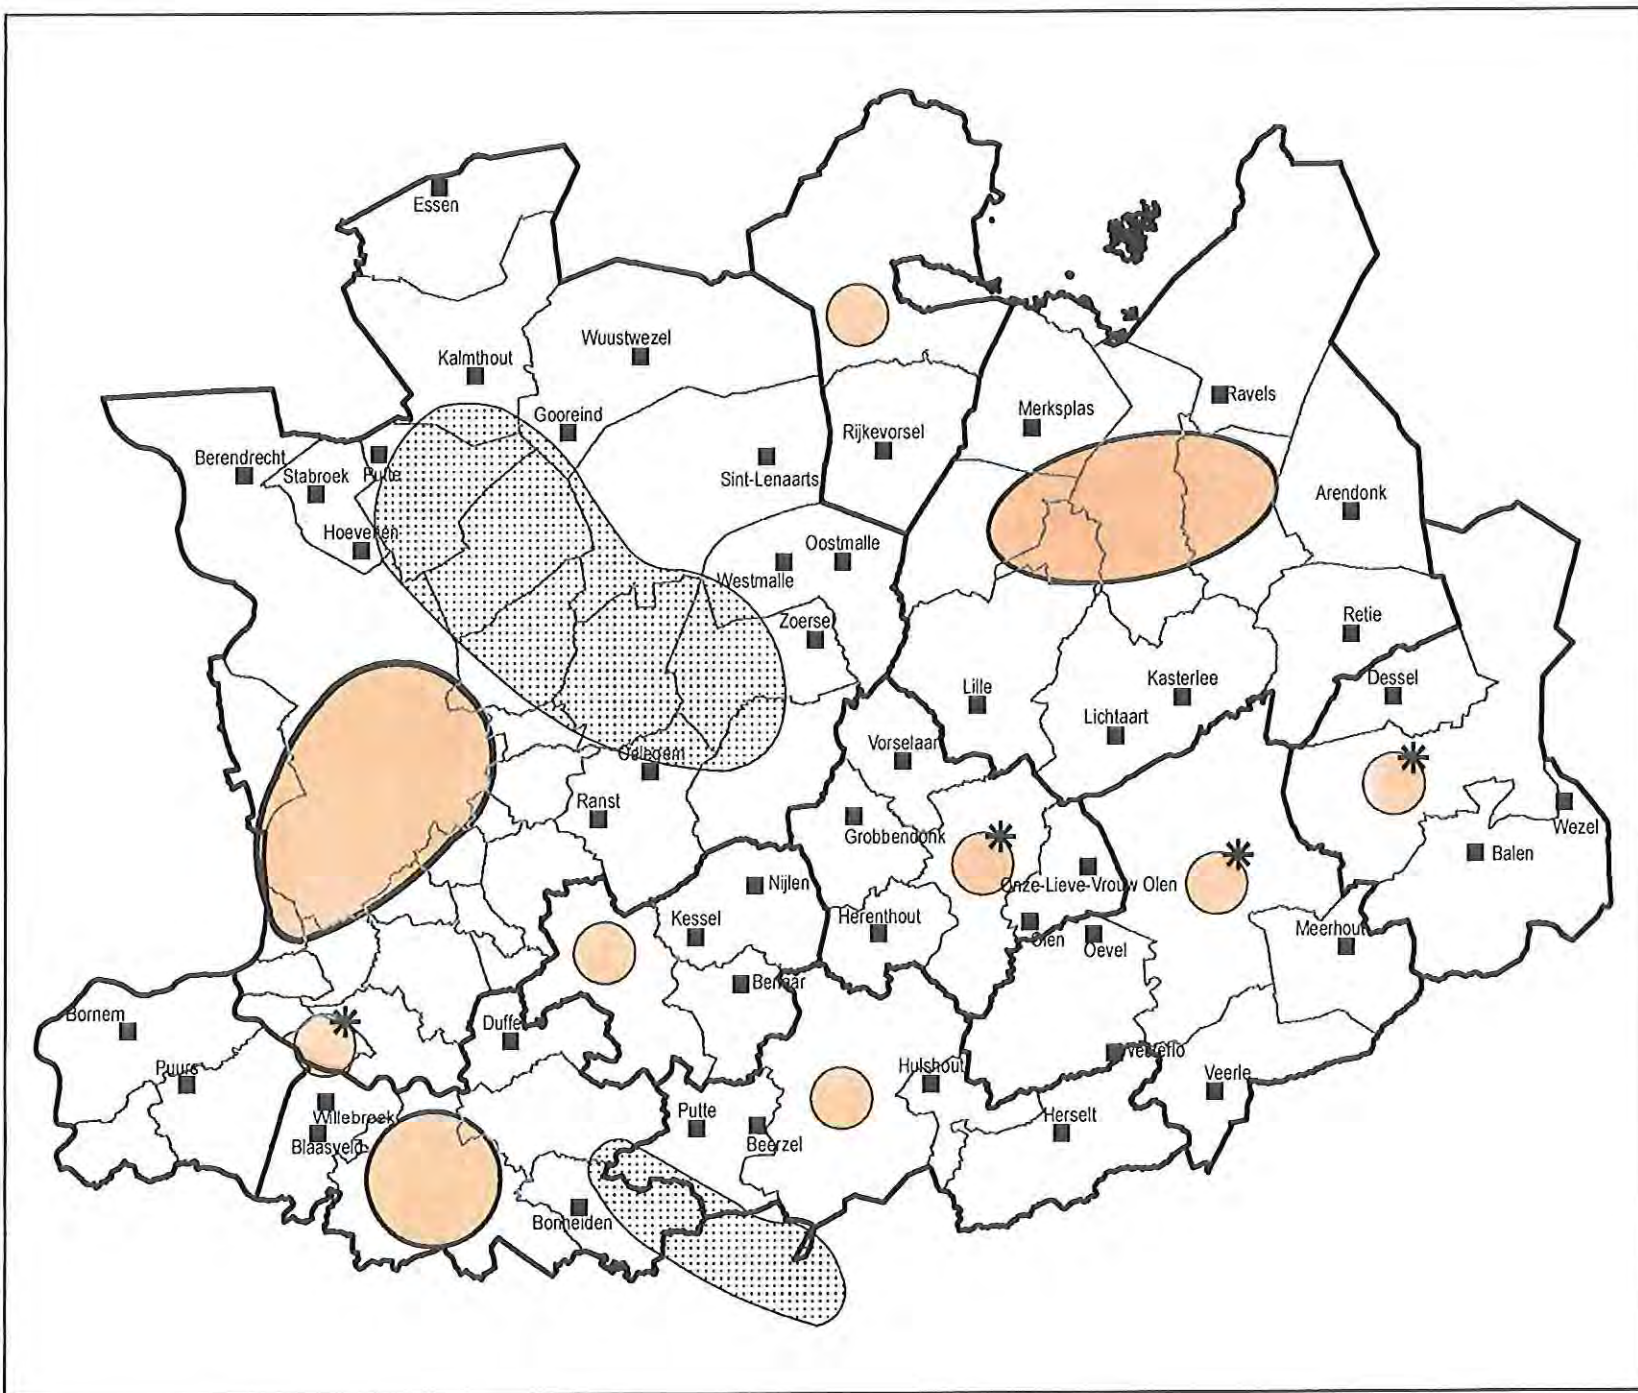 Essen
Wuustwezel
Kalmthout
Ravels
Merksplas
Gooreind
Rijkevorsel
Berendrecht
Putte
Stabroek
Sint-Lenaarts
Arendonk
Hoevenen
Oostmalle
Westmalle
Zoersel
Retie
Kasterlee
Dessel
Lille
Lichtaart
Vorselaar
Oelegem
Ranst
Grobbendonk
Wezel
Balen
Nijlen
Onze-Lieve-Vrouw Olen
Kessel
Herenthout
Meerhout
Olen
Oevel
Berlaar
Bornem
Duffel
Puurs
Hulshout
Veerle
Willebroek
Putte
Herselt
Blaasveld
Beerzel
Bonheiden